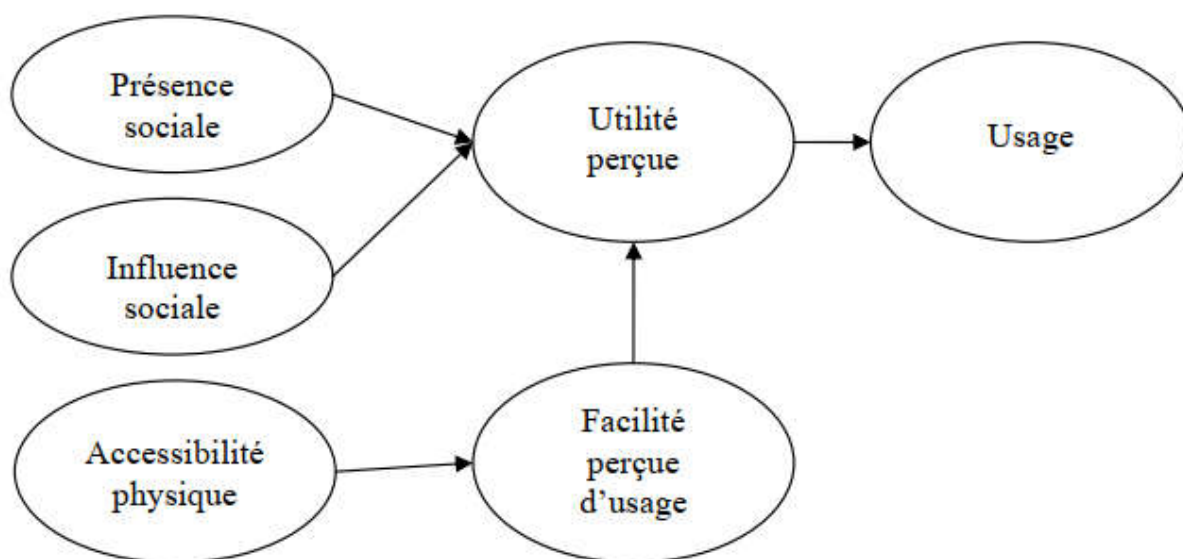 Présence
sociale
Utilité
perçue
Usage
Influence
sociale
Accessibilité
physique
Facilité
perçue
d’usage